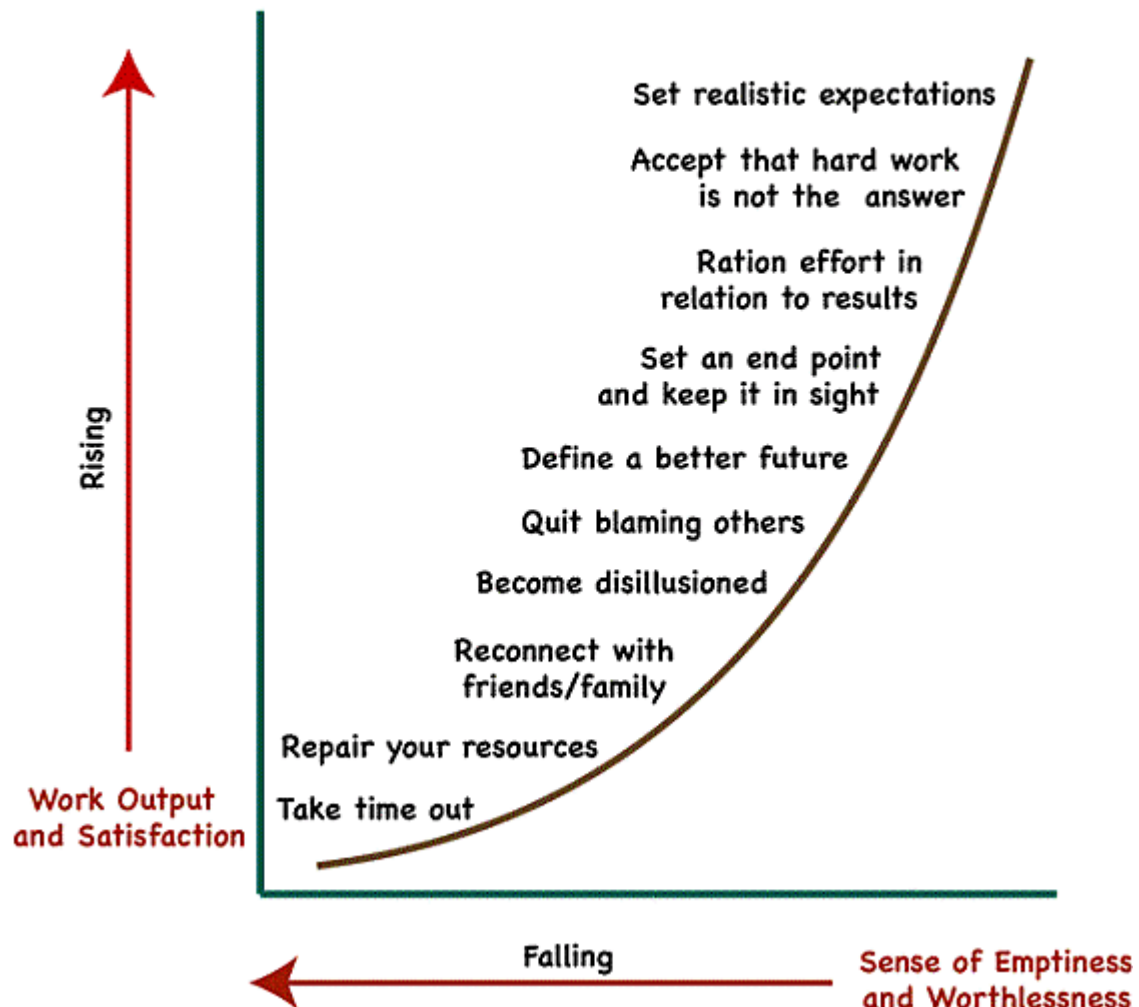 Set realistic expectations
Accept that hard work
is not the answer
Ration effort in
relation to results
Set an end point
and keep it in sight
Define a better future
Quit blaming others
Become disillusioned
Reconnect with
friends/family
Repair your resources
Take time out
Rising
Work Output
and Satisfaction
Falling
Sense of Emptiness
and Worthlessness